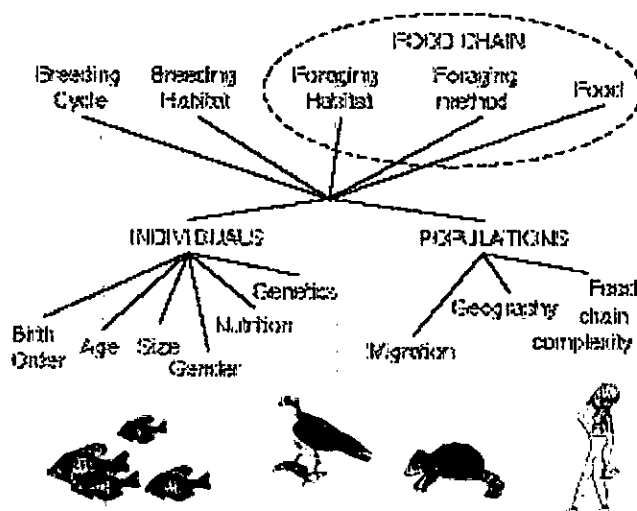 FOOD CHAIN
Breeding
Cycle
Breeding
Habitat
Foraging
Habitat
Foraging
method
Food
INDIVIDUALS
POPULATIONS
Birth
Order
Age
Size
Gender
Nutrition
Genetics
Migration
Geography
Food
chain
complexity